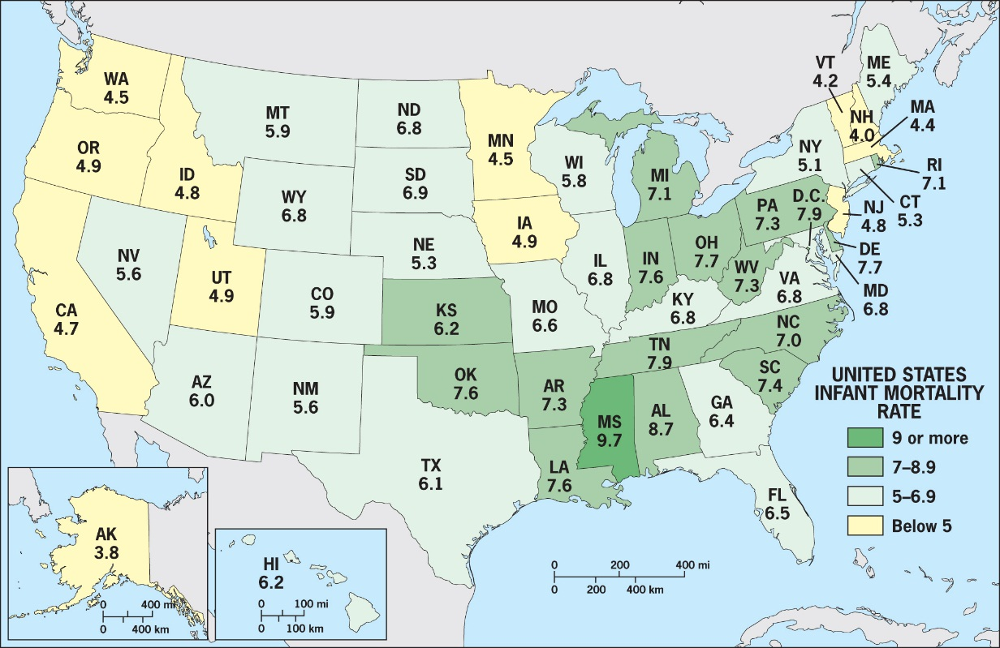 WA
4.5
OR
4.9
CA
4.7
ID
4.8
NV
5.6
UT
4.9
AZ
6.0
MT
5.9
WY
6.8
CO
5.9
NM
5.6
ND
6.8
SD
6.9
NE
5.3
KS
6.2
OK
7.6
TX
6.1
MN
4.5
IA
4.9
MO
6.6
AR
7.3
LA
7.6
WI
5.8
IL
6.8
MI
7.1
IN
7.6
OH
7.7
KY
6.8
TN
7.9
MS
9.7
AL
8.7
GA
6.4
FL
6.5
SC
7.4
NC
7.0
VA
6.8
WV
7.3
PA
7.3
D.C.
7.9
NY
5.1
VT
4.2
NH
4.0
ME
5.4
MA
4.4
RI
7.1
CT
5.3
NJ
4.8
DE
7.7
MD
6.8
UNITED STATES
INFANT MORTALITY
RATE
9 or more
7–8.9
5–6.9
Below 5
AK
3.8
0 400 mi
0 400 km
HI
6.2
0 100 mi
0 100 km
0 200 400 mi
0 200 400 km